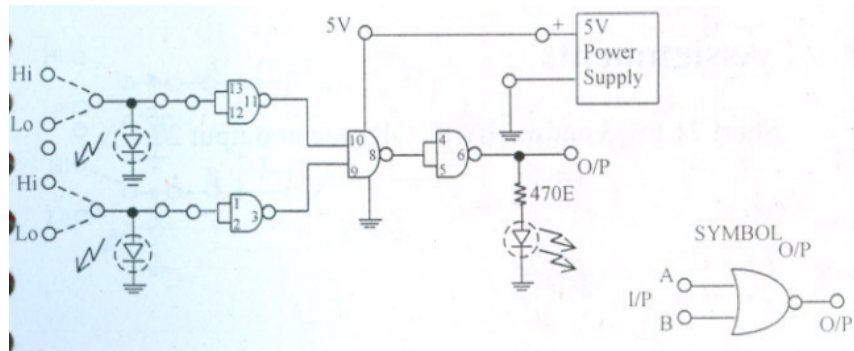 5V
+
5V
Power
Supply
Hi
Lo
13
12
11
10
9
8
4
5
6
O/P
470E
Hi
Lo
1
2
3
SYMBOL
O/P
I/P
A
B
O/P